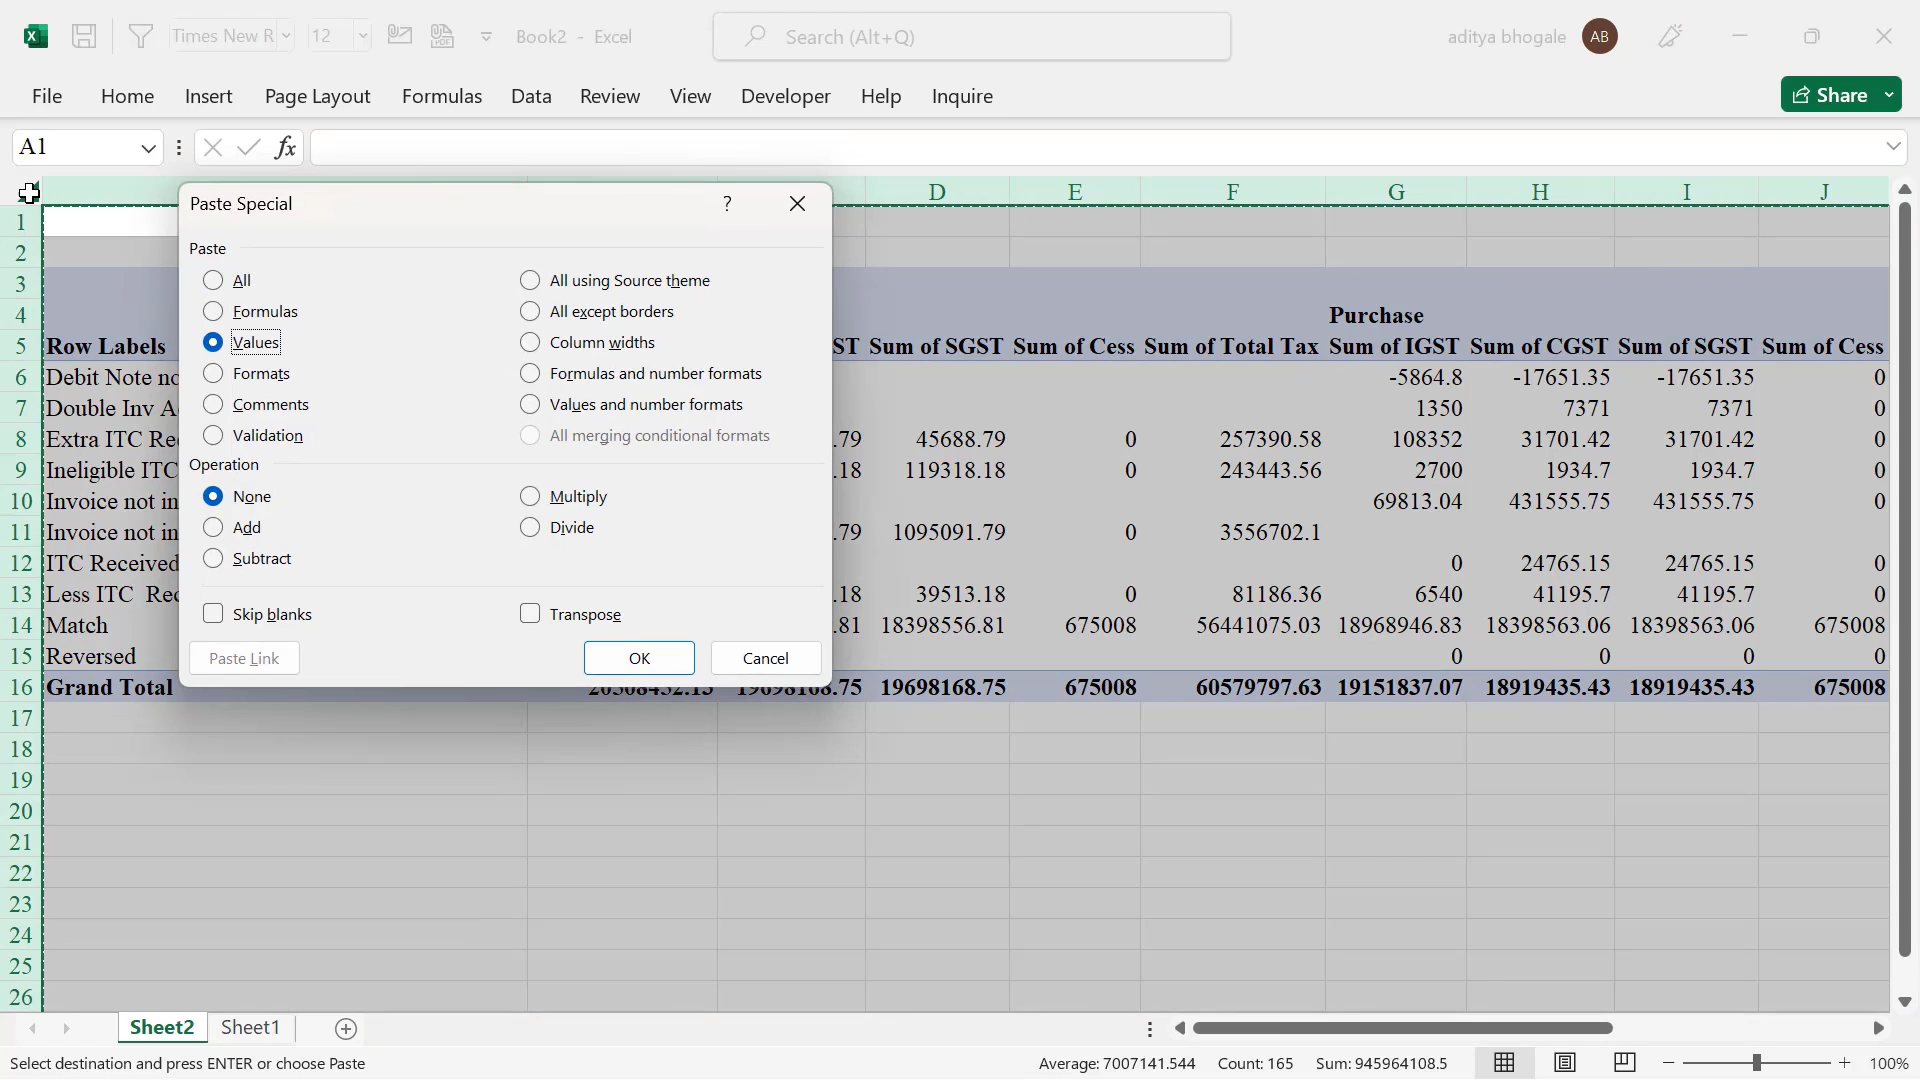 Times New R 12 Book2 - Excel Search (Alt+Q) aditya bhogale AB
File Home Insert Page Layout Formulas Data Review View Developer Help Inquire Share
A1 fx
D E F G H I J
Paste Special ?
Paste
All All using Source theme
Formulas All except borders
Values Column widths
Formats Formulas and number formats
Comments Values and number formats
Validation All merging conditional formats
Operation
None Multiply
Add Divide
Subtract
Skip blanks Transpose
Paste Link OK Cancel
1
2
3
4 Purchase
5 Row Labels ST Sum of SGST Sum of Cess Sum of Total Tax Sum of IGST Sum of CGST Sum of SGST Sum of Cess
6 Debit Note no -5864.8 -17651.35 -17651.35 0
7 Double Inv A 1350 7371 7371 0
8 Extra ITC Re .79 45688.79 0 257390.58 108352 31701.42 31701.42 0
9 Ineligible ITC .18 119318.18 0 243443.56 2700 1934.7 1934.7 0
10 Invoice not in 69813.04 431555.75 431555.75 0
11 Invoice not in .79 1095091.79 0 3556702.1
12 ITC Received 0 24765.15 24765.15 0
13 Less ITC Rec .18 39513.18 0 81186.36 6540 41195.7 41195.7 0
14 Match .81 18398556.81 675008 56441075.03 18968946.83 18398563.06 18398563.06 675008
15 Reversed 0 0 0 0
16 Grand Total 19698168.75 19698168.75 675008 60579797.63 19151837.07 18919435.43 18919435.43 675008
17
18
19
20
21
22
23
24
25
26
Sheet2 Sheet1
Select destination and press ENTER or choose Paste Average: 7007141.544 Count: 165 Sum: 945964108.5 100%